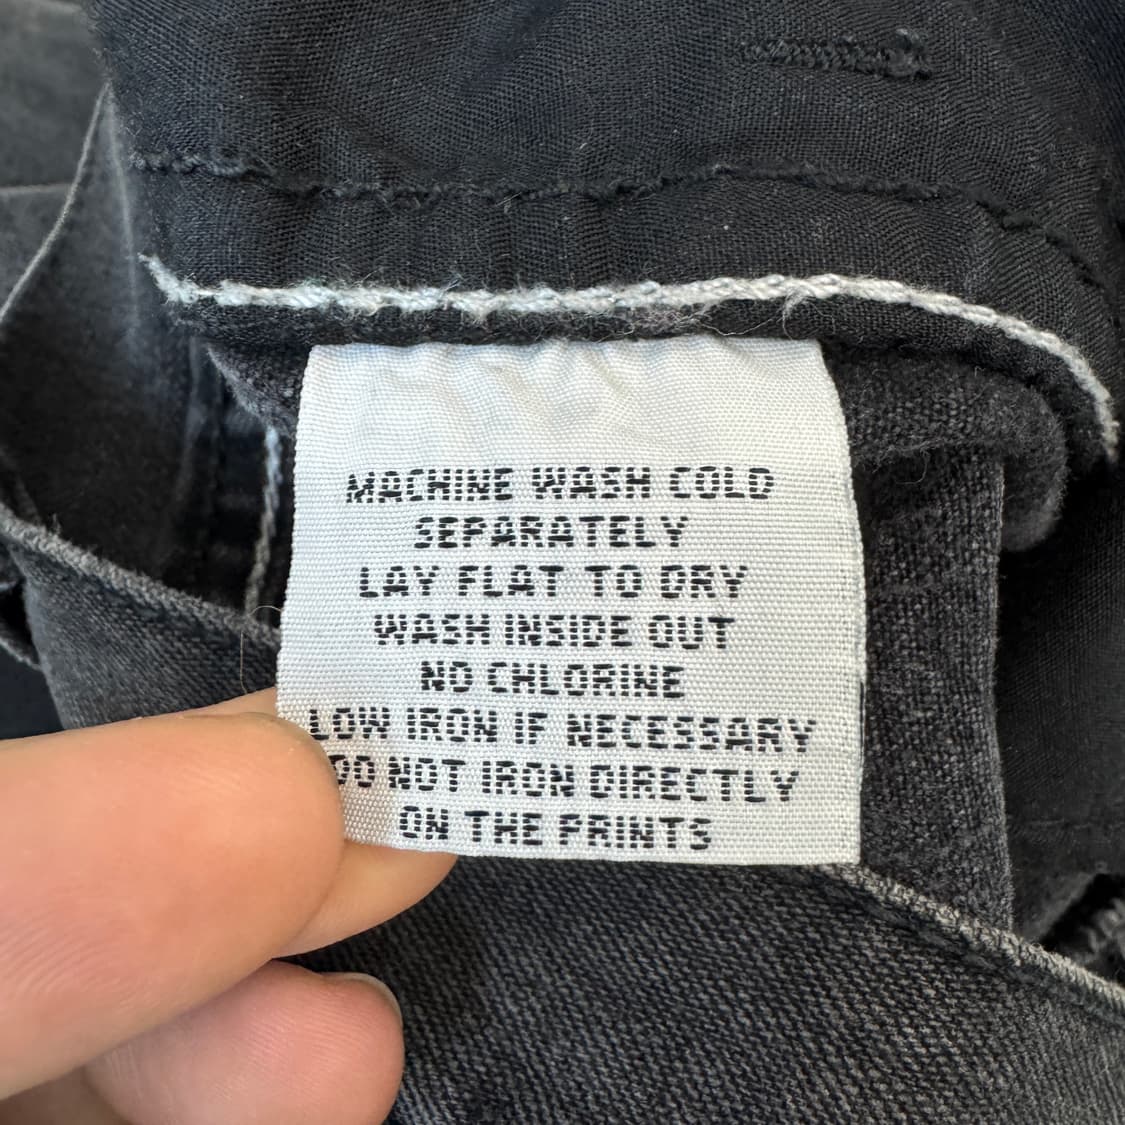 MACHINE WASH COLD
SEPARATELY
LAY FLAT TO DRY
WASH INSIDE OUT
NO CHLORINE
LOW IRON IF NECESSARY
DO NOT IRON DIRECTLY
ON THE PRINTS